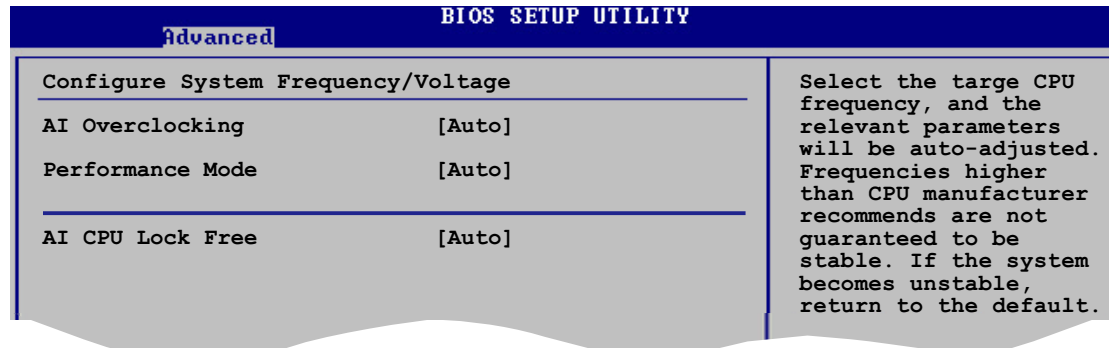 BIOS SETUP UTILITY
Advanced
Configure System Frequency/Voltage
AI Overclocking [Auto]
Performance Mode [Auto]
AI CPU Lock Free [Auto]
Select the targe CPU
frequency, and the
relevant parameters
will be auto-adjusted.
Frequencies higher
than CPU manufacturer
recommends are not
guaranteed to be
stable. If the system
becomes unstable,
return to the default.